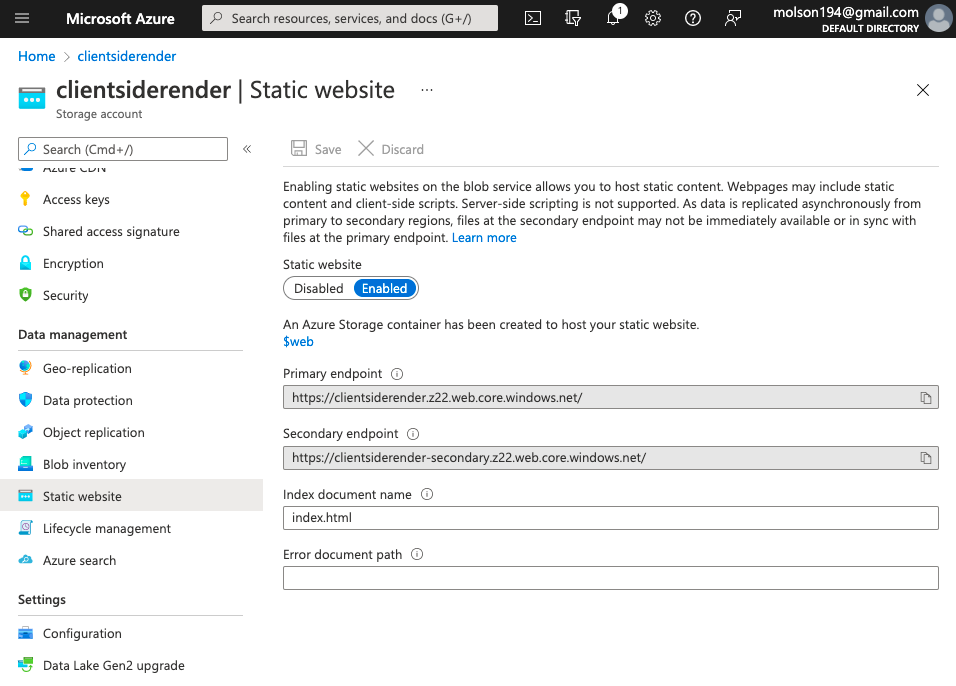 Microsoft Azure
Search resources, services, and docs (G+/)
1
molson194@gmail.com
DEFAULT DIRECTORY
Home > clientsiderender
clientsiderender | Static website ...
Storage account
Search (Cmd+/)
«
Azure CDN
Access keys
Shared access signature
Encryption
Security
Data management
Geo-replication
Data protection
Object replication
Blob inventory
Static website
Lifecycle management
Azure search
Settings
Configuration
Data Lake Gen2 upgrade
Save Discard
Enabling static websites on the blob service allows you to host static content. Webpages may include static
content and client-side scripts. Server-side scripting is not supported. As data is replicated asynchronously from
primary to secondary regions, files at the secondary endpoint may not be immediately available or in sync with
files at the primary endpoint. Learn more
Static website
Disabled Enabled
An Azure Storage container has been created to host your static website.
$web
Primary endpoint
https://clientsiderender.z22.web.core.windows.net/
Secondary endpoint
https://clientsiderender-secondary.z22.web.core.windows.net/
Index document name
index.html
Error document path